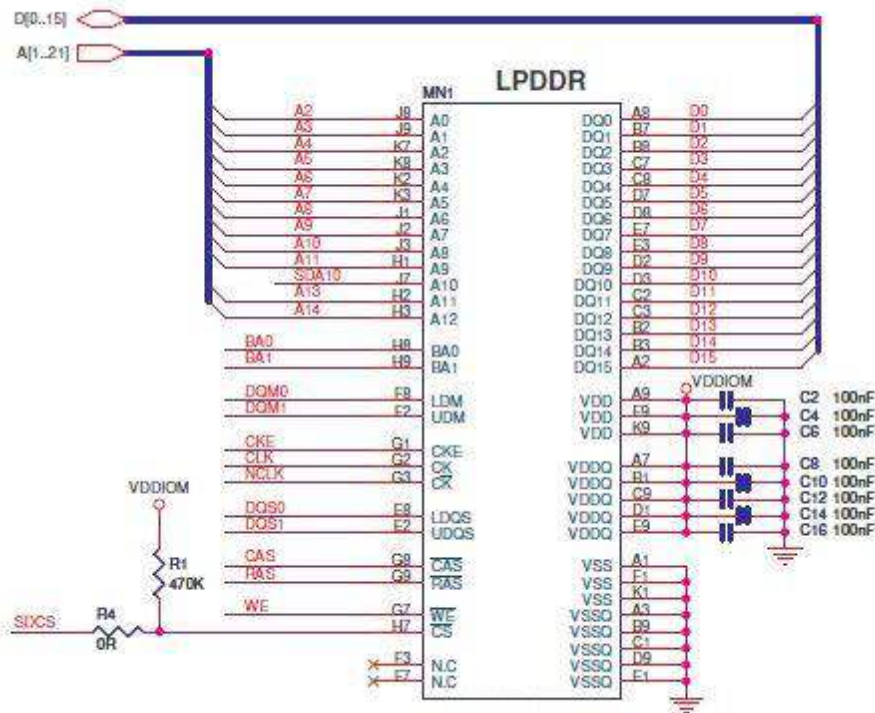 D[0..15]
A[1..21]
LPDDR
MN1
A2 J8 A0 DQ0 A8 D0
A3 J9 A1 DQ1 B7 D1
A4 K7 A2 DQ2 B8 D2
A5 K8 A3 DQ3 C7 D3
A6 K2 A4 DQ4 C8 D4
A7 K3 A5 DQ5 D7 D5
A8 J1 A6 DQ6 D8 D6
A9 J2 A7 DQ7 E7 D7
A10 J3 A8 DQ8 E3 D8
A11 H1 A9 DQ9 D2 D9
SDA10 J7 A10 DQ10 D3 D10
A13 H2 A11 DQ11 C2 D11
A14 H3 A12 DQ12 C3 D12
DQ13 B2 D13
BA0 H8 BA0 DQ14 B3 D14
BA1 H9 BA1 DQ15 A2 D15
VDDIOM
DQM0 F8 LDM VDD A9 C2 100nF
DQM1 F2 UDM VDD F9 C4 100nF
VDD K9 C6 100nF
CKE G1 CKE
CLK G2 CK VDDQ A7 C8 100nF
NCLK G3 CK VDDQ B1 C10 100nF
VDDQ C9 C12 100nF
DQS0 E8 LDQS VDDQ D1 C14 100nF
DQS1 E2 UDQS VDDQ E9 C16 100nF
VDDIOM
CAS G8 CAS VSS A1
RAS G9 RAS VSS F1
R1
470K
VSS K1
WE G7 WE VSSQ A3
SDCS R4 0R H7 CS VSSQ B9
VSSQ C1
F3 N.C VSSQ D9
F7 N.C VSSQ E1